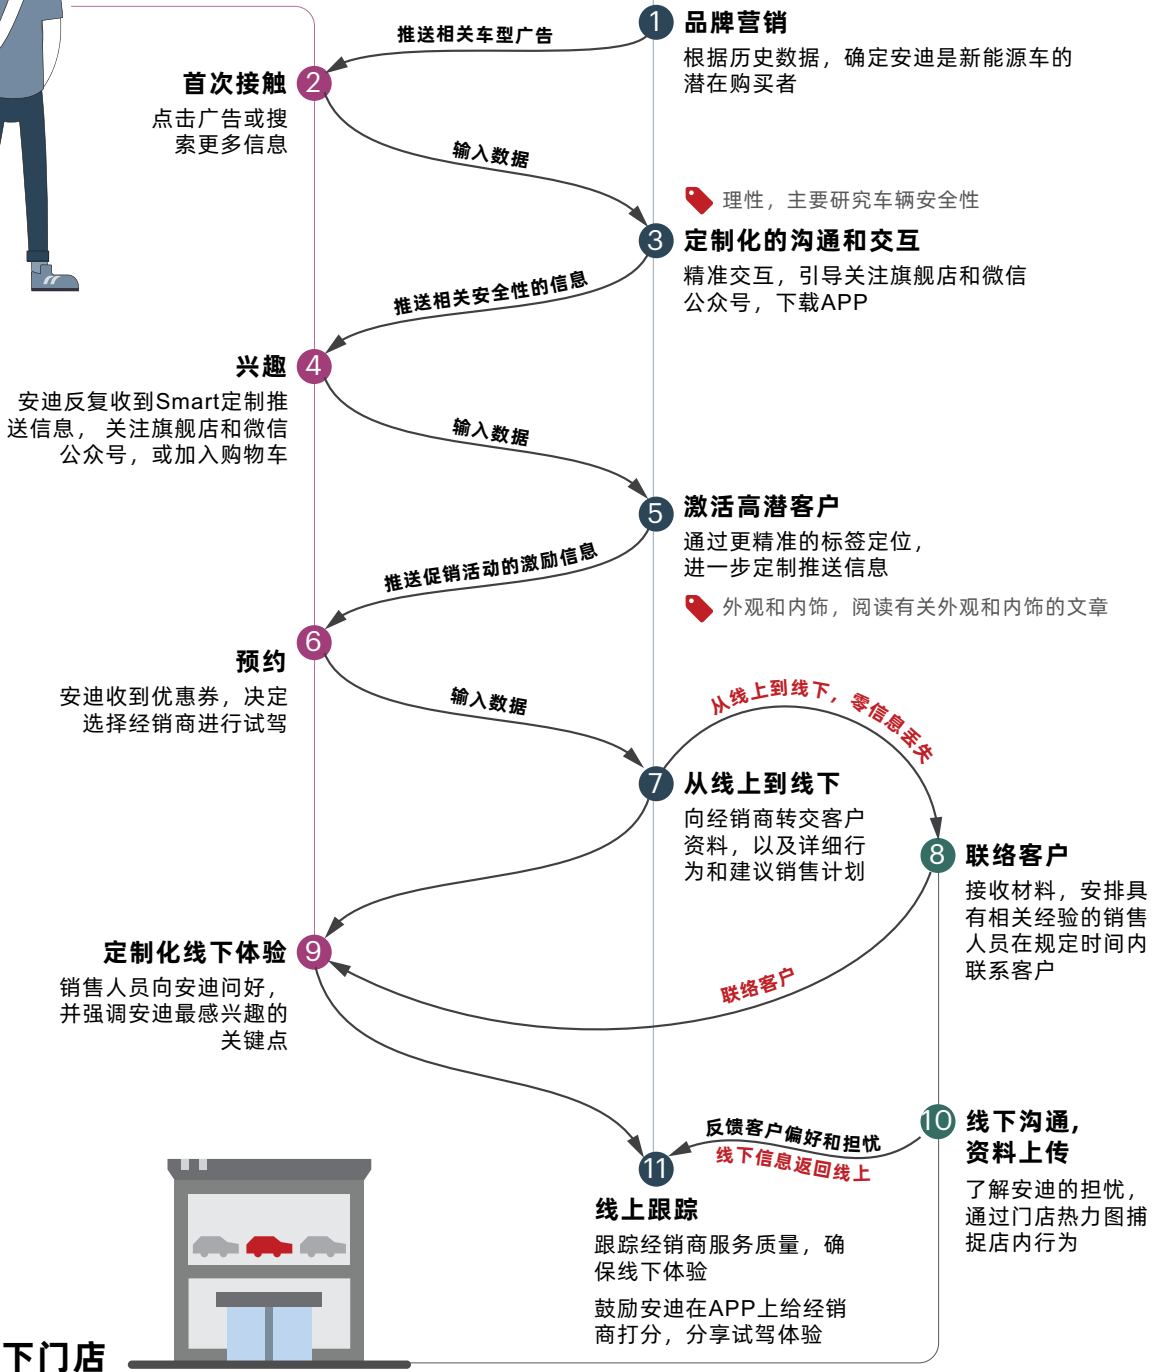 1 品牌营销
根据历史数据，确定安迪是新能源车的
潜在购买者
推送相关车型广告
首次接触 2
点击广告或搜
索更多信息
输入数据
理性，主要研究车辆安全性
3 定制化的沟通和交互
精准交互，引导关注旗舰店和微信
公众号，下载APP
推送相关安全性的信息
兴趣 4
安迪反复收到Smart定制推
送信息， 关注旗舰店和微信
公众号，或加入购物车
输入数据
5 激活高潜客户
通过更精准的标签定位，
进一步定制推送信息
外观和内饰，阅读有关外观和内饰的文章
推送促销活动的激励信息
预约 6
安迪收到优惠券，决定
选择经销商进行试驾
输入数据
7 从线上到线下
向经销商转交客户
资料，以及详细行
为和建议销售计划
从线上到线下，零信息丢失
8 联络客户
接收材料，安排具
有相关经验的销售
人员在规定时间内
联系客户
联络客户
定制化线下体验 9
销售人员向安迪问好，
并强调安迪最感兴趣的
关键点
10 线下沟通,
资料上传
了解安迪的担忧，
通过门店热力图捕
捉店内行为
反馈客户偏好和担忧
线下信息返回线上
11
线上跟踪
跟踪经销商服务质量，确
保线下体验
鼓励安迪在APP上给经销
商打分，分享试驾体验
下门店